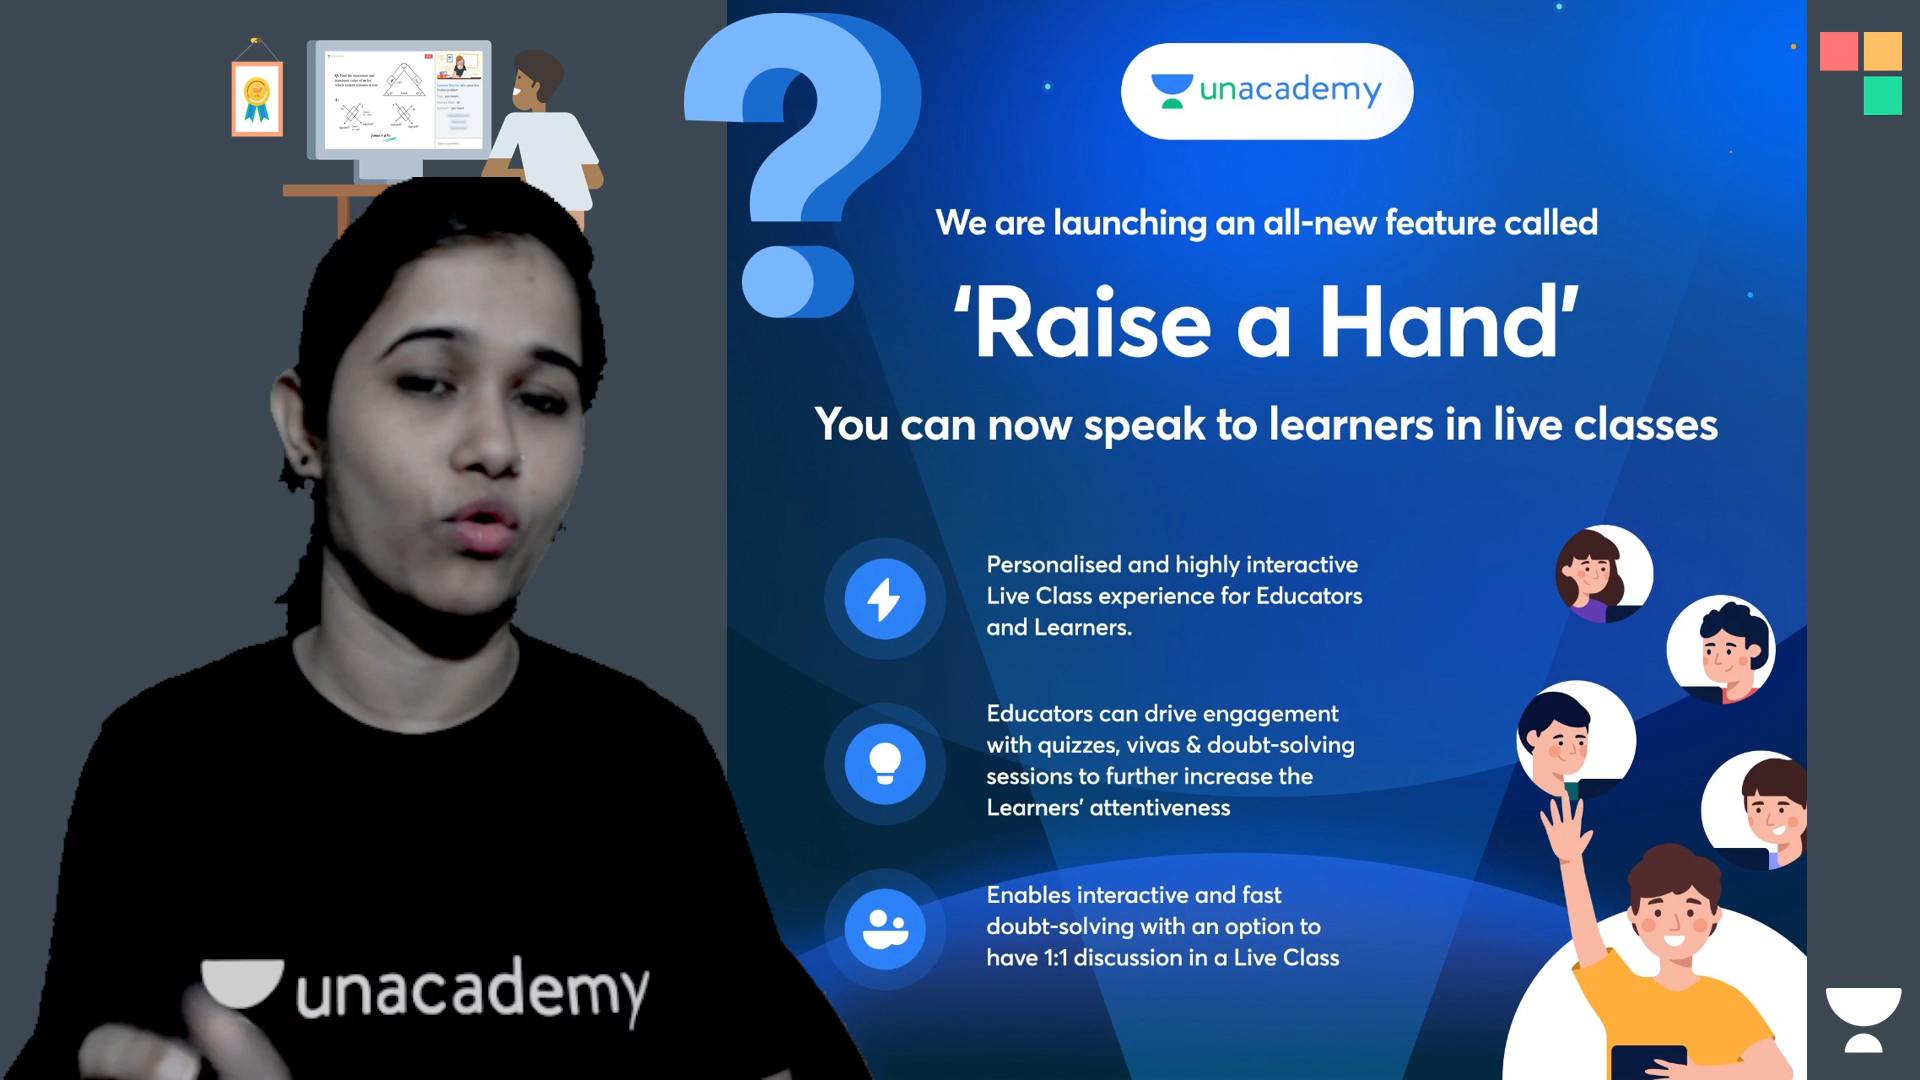 unacademy
We are launching an all-new feature called
‘Raise a Hand’
You can now speak to learners in live classes
Personalised and highly interactive
Live Class experience for Educators
and Learners.
Educators can drive engagement
with quizzes, vivas & doubt-solving
sessions to further increase the
Learners’ attentiveness
Enables interactive and fast
doubt-solving with an option to
have 1:1 discussion in a Live Class
unacademy